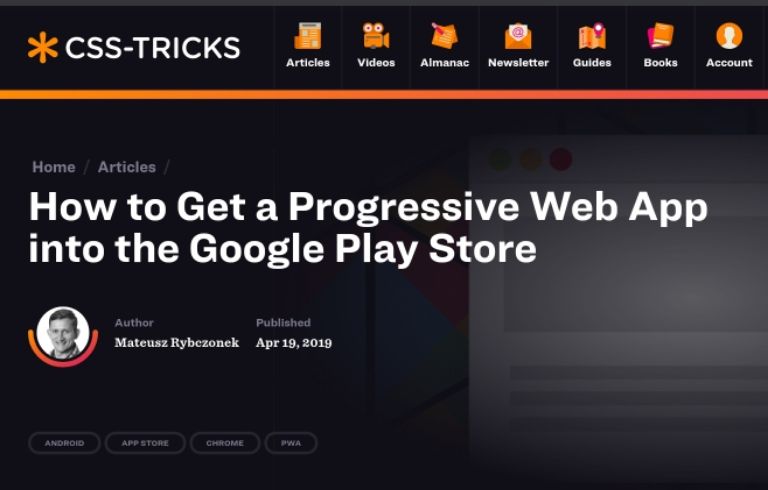 CSS-TRICKS
Articles Videos Almanac Newsletter Guides Books Account
Home / Articles /
How to Get a Progressive Web App
into the Google Play Store
Author Published
Mateusz Rybczonek Apr 19, 2019
ANDROID APP STORE CHROME PWA